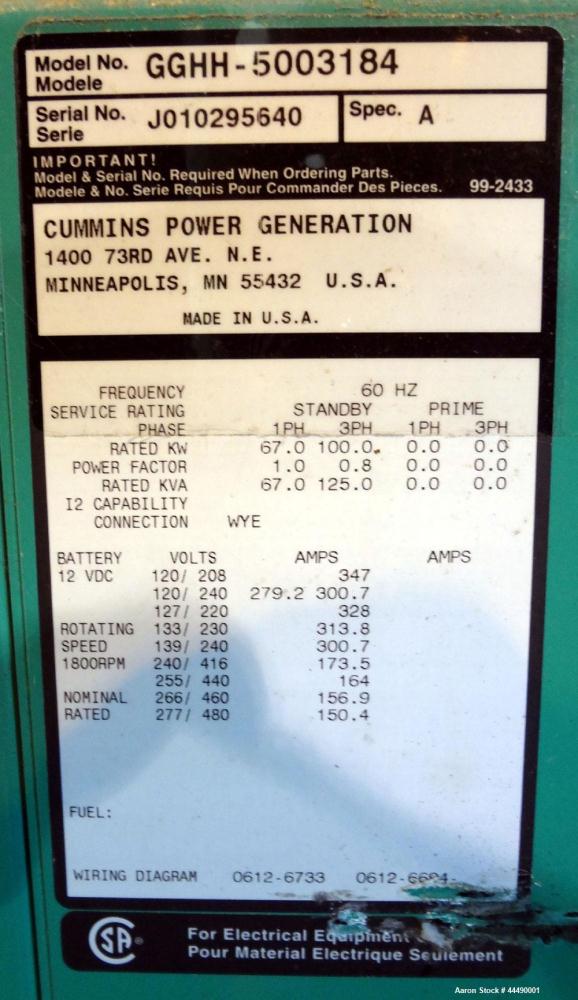 Model No. GGHH-5003184
Modele
Serial No. J010295640 Spec. A
Serie
IMPORTANT!
Model & Serial No. Required When Ordering Parts.
Modele & No. Serie Requis Pour Commander Des Pieces. 99-2433
CUMMINS POWER GENERATION
1400 73RD AVE. N.E.
MINNEAPOLIS, MN 55432 U.S.A.
MADE IN U.S.A.
FREQUENCY 60 HZ
SERVICE RATING STANDBY PRIME
PHASE 1PH 3PH 1PH 3PH
RATED KW 67.0 100.0 0.0 0.0
POWER FACTOR 1.0 0.8 0.0 0.0
RATED KVA 67.0 125.0 0.0 0.0
I2 CAPABILITY
CONNECTION WYE
BATTERY VOLTS AMPS AMPS
12 VDC 120/ 208 347
120/ 240 279.2 300.7
127/ 220 328
ROTATING 133/ 230 313.8
SPEED 139/ 240 300.7
1800RPM 240/ 416 173.5
255/ 440 164
NOMINAL 266/ 460 156.9
RATED 277/ 480 150.4
FUEL:
WIRING DIAGRAM 0612-6733
SA ® For Electrical Equipment
Pour Material Electrique Seulement
Aaron Stock # 44490001